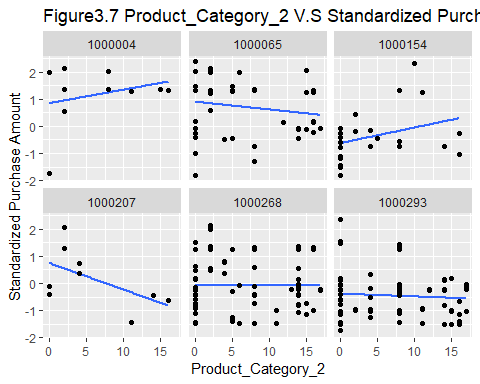 Figure3.7 Product_Category_2 V.S Standardized Purch
1000004 1000065 1000154
2
1
0
-1
-2
1000207 1000268 1000293
2
1
0
-1
-2
0 5 10 15 0 5 10 15 0 5 10 15
Product_Category_2
Standardized Purchase Amount